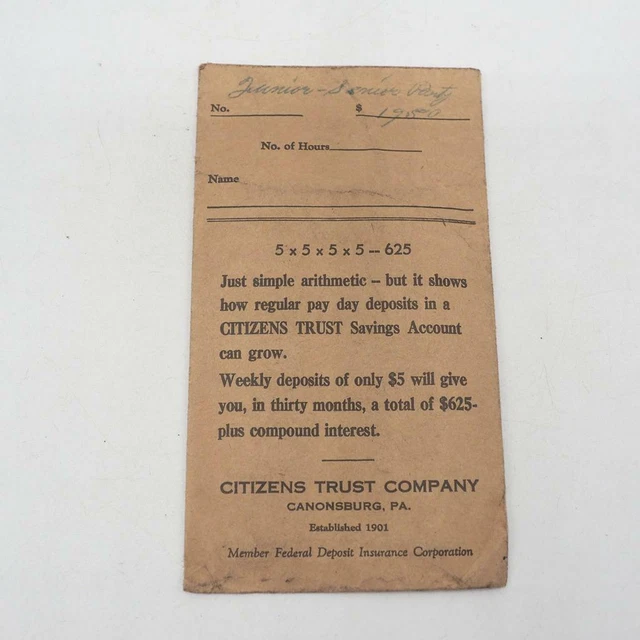 Junior - Senior Party
No. $ 1950
No. of Hours
Name
5 x 5 x 5 x 5 -- 625
Just simple arithmetic – but it shows
how regular pay day deposits in a
CITIZENS TRUST Savings Account
can grow.
Weekly deposits of only $5 will give
you, in thirty months, a total of $625-
plus compound interest.
CITIZENS TRUST COMPANY
CANONSBURG, PA.
Established 1901
Member Federal Deposit Insurance Corporation